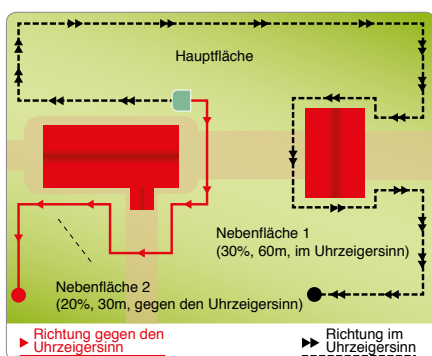 Hauptfläche
Nebenfläche 1
(30%, 60m, im Uhrzeigersinn)
Nebenfläche 2
(20%, 30m, gegen den Uhrzeigersinn)
Richtung gegen den
Uhrzeigersinn
Richtung im
Uhrzeigersinn